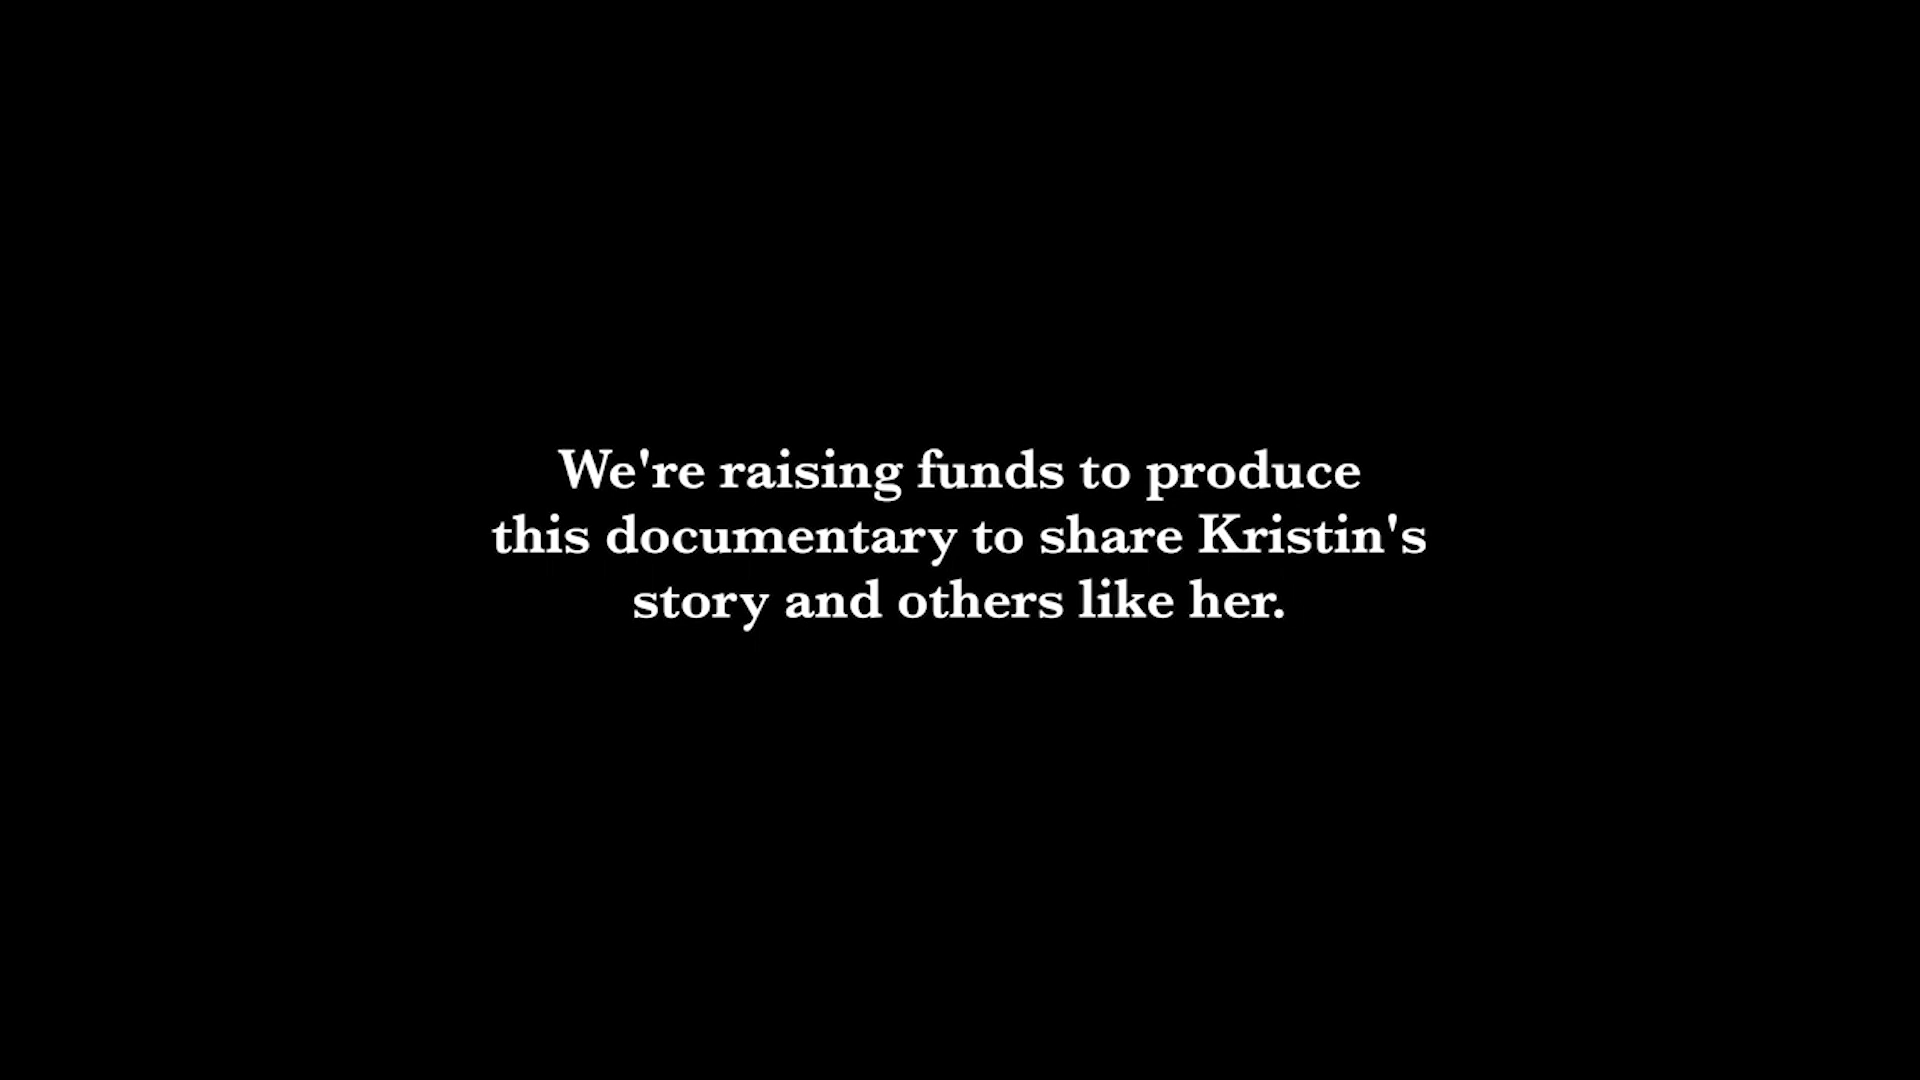 We're raising funds to produce
this documentary to share Kristin's
story and others like her.